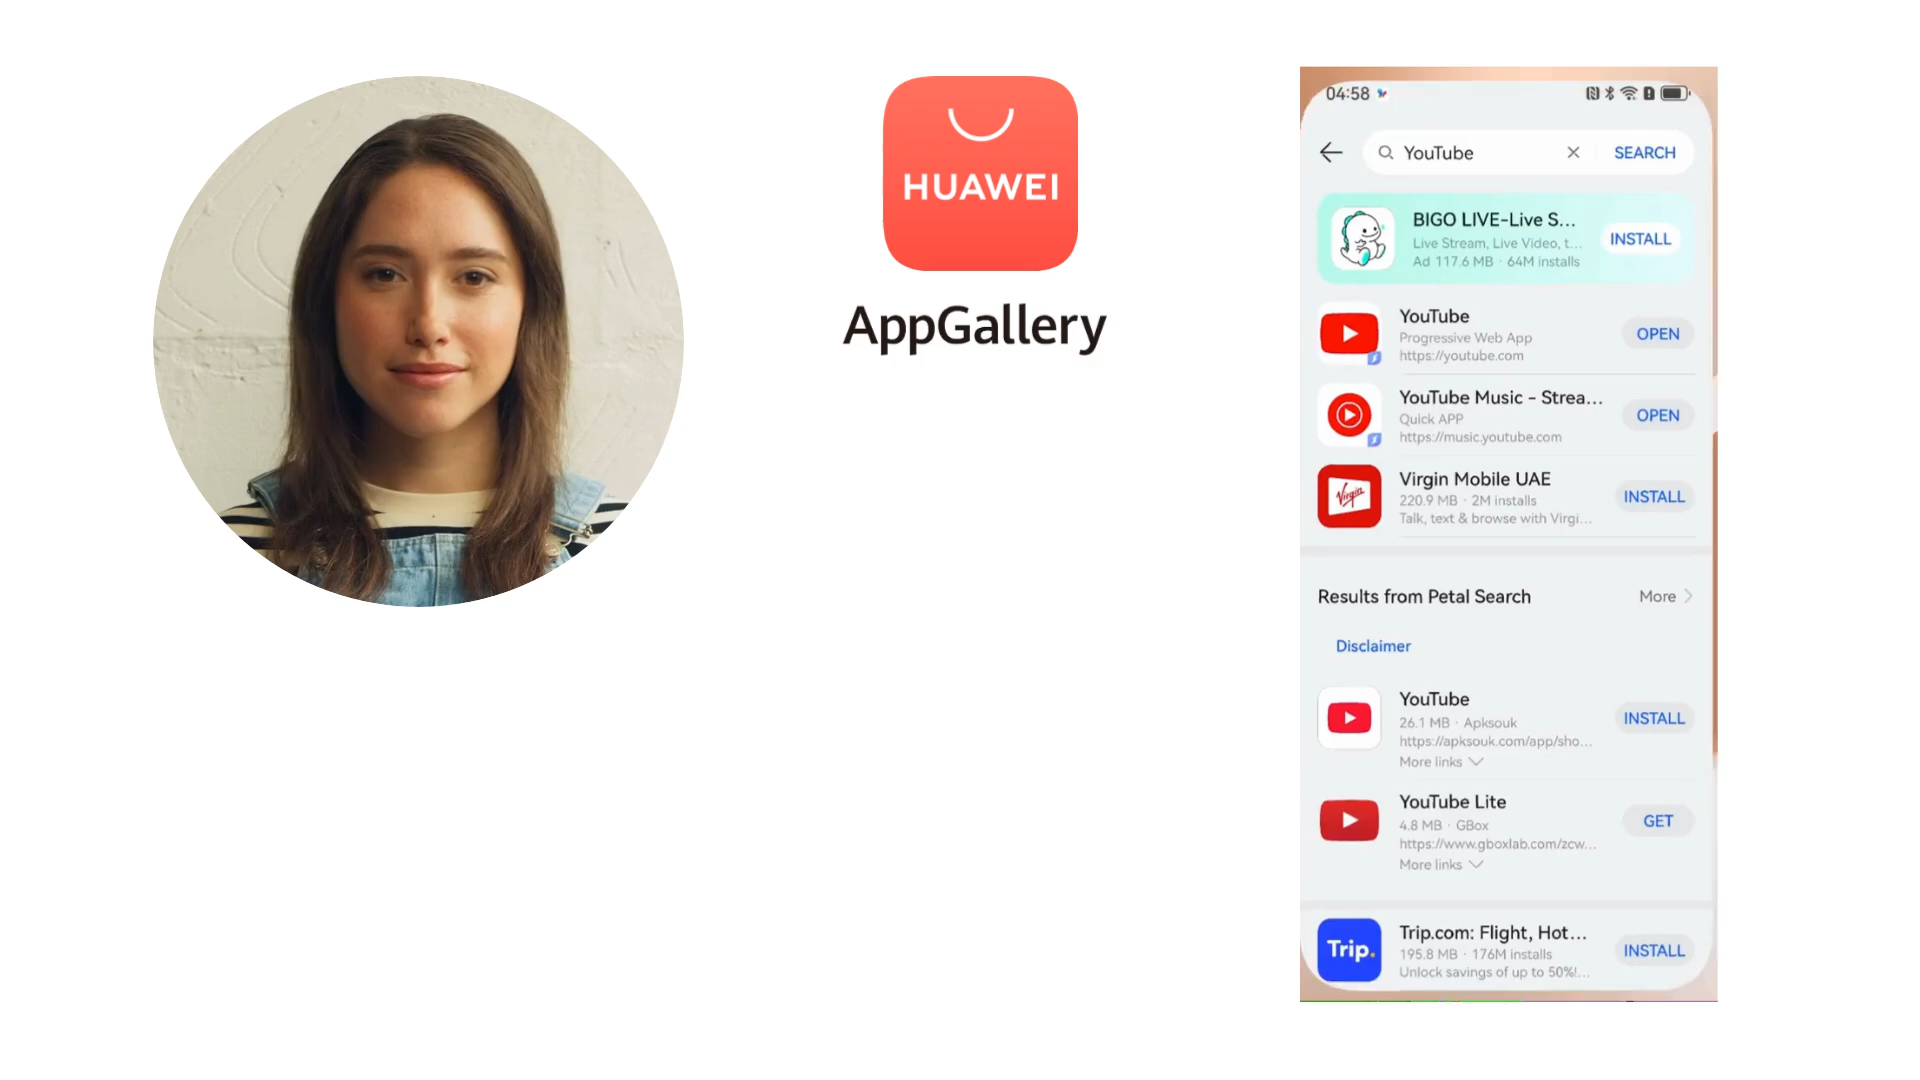 HUAWEI
AppGallery
04:58
YouTube
SEARCH
BIGO LIVE-Live S...
Live Stream, Live Video, t...
Ad 117.6 MB · 64M installs
INSTALL
YouTube
Progressive Web App
https://youtube.com
OPEN
YouTube Music - Strea...
Quick APP
https://music.youtube.com
OPEN
Virgin
Virgin Mobile UAE
220.9 MB · 2M installs
Talk, text & browse with Virgi...
INSTALL
Results from Petal Search
More
Disclaimer
YouTube
26.1 MB · Apksouk
https://apksouk.com/app/sho...
More links
INSTALL
YouTube Lite
4.8 MB · GBox
https://www.gboxlab.com/zcw...
More links
GET
Trip.
Trip.com: Flight, Hot...
195.8 MB · 176M installs
Unlock savings of up to 50%!...
INSTALL